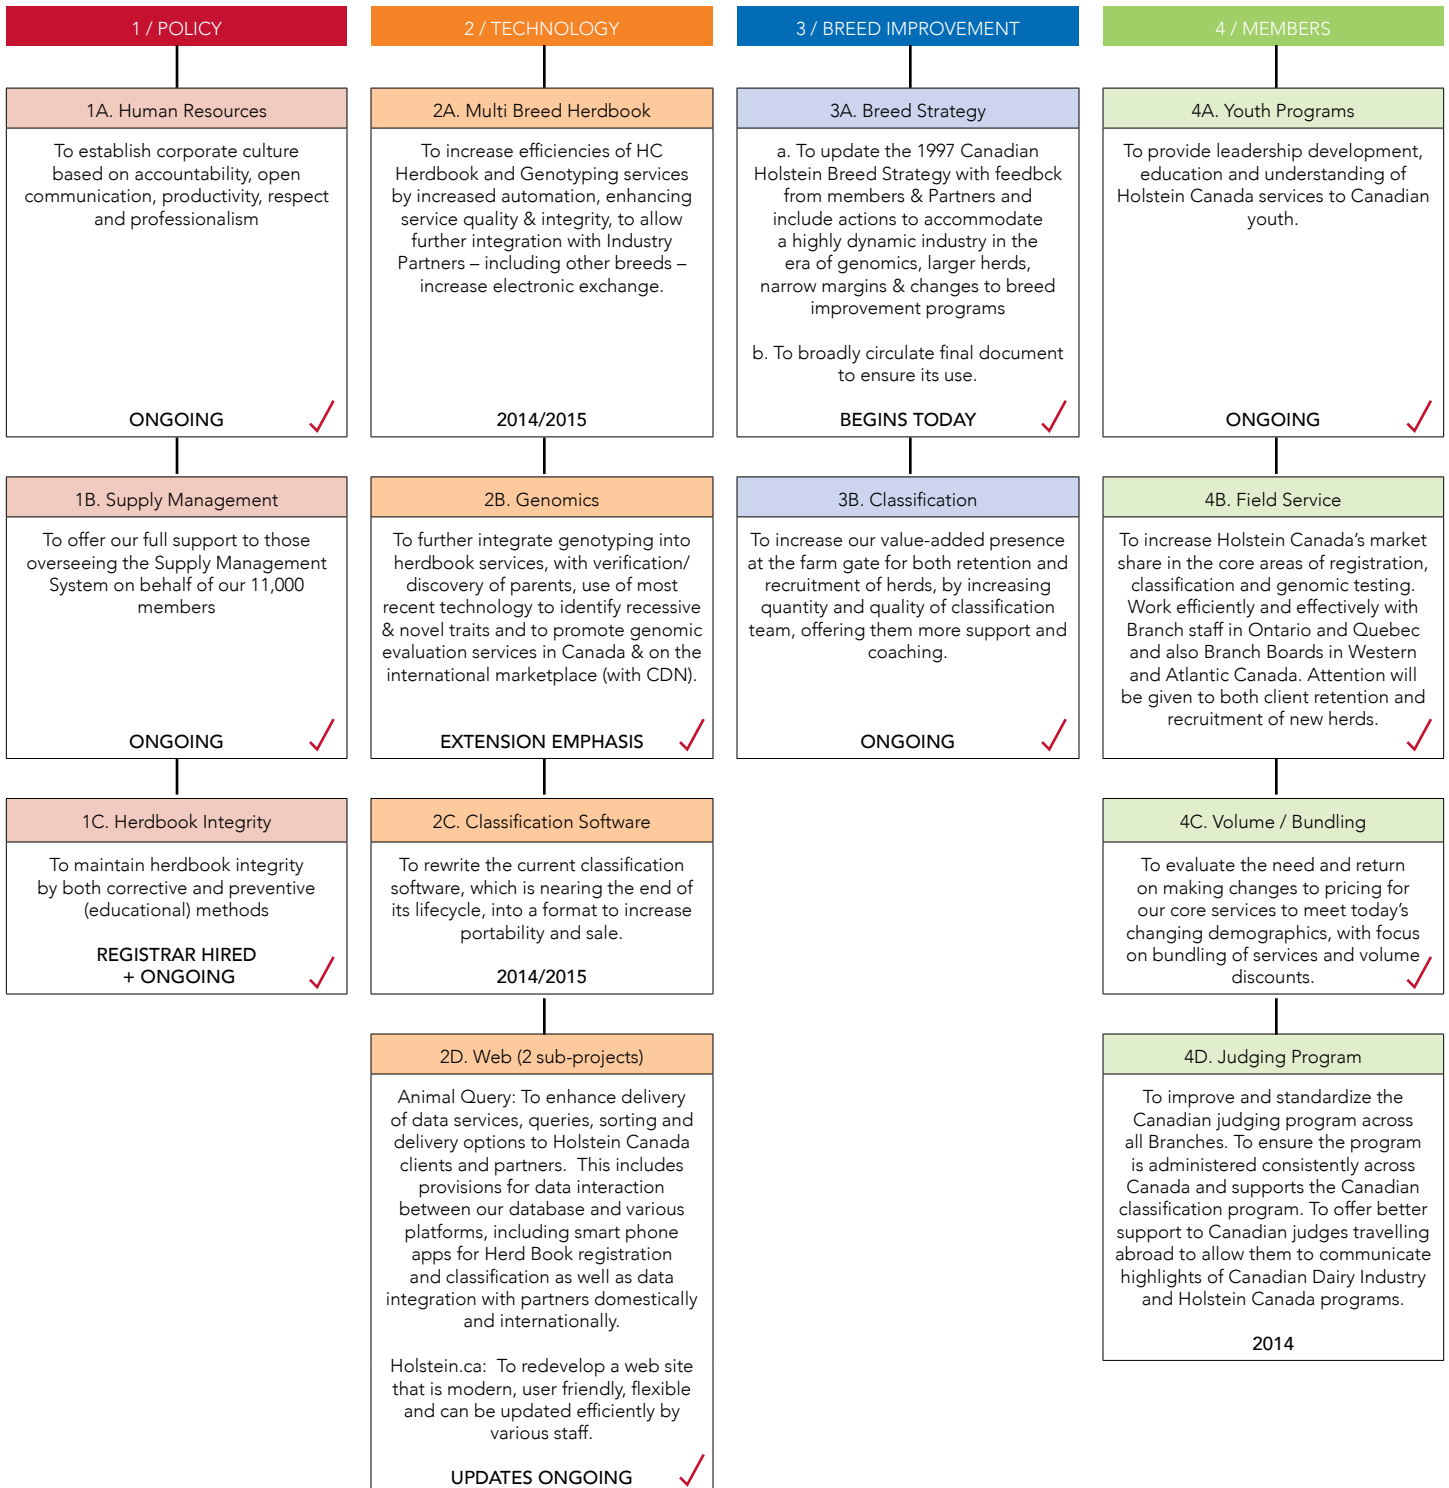 1 / POLICY
1A. Human Resources
To establish corporate culture
based on accountability, open
communication, productivity, respect
and professionalism
ONGOING
1B. Supply Management
To offer our full support to those
overseeing the Supply Management
System on behalf of our 11,000
members
ONGOING
1C. Herdbook Integrity
To maintain herdbook integrity
by both corrective and preventive
(educational) methods
REGISTRAR HIRED
+ ONGOING
2 / TECHNOLOGY
2A. Multi Breed Herdbook
To increase efficiencies of HC
Herdbook and Genotyping services
by increased automation, enhancing
service quality & integrity, to allow
further integration with Industry
Partners – including other breeds –
increase electronic exchange.
2014/2015
2B. Genomics
To further integrate genotyping into
herdbook services, with verification/
discovery of parents, use of most
recent technology to identify recessive
& novel traits and to promote genomic
evaluation services in Canada & on the
international marketplace (with CDN).
EXTENSION EMPHASIS
2C. Classification Software
To rewrite the current classification
software, which is nearing the end of
its lifecycle, into a format to increase
portability and sale.
2014/2015
2D. Web (2 sub-projects)
Animal Query: To enhance delivery
of data services, queries, sorting and
delivery options to Holstein Canada
clients and partners.  This includes
provisions for data interaction
between our database and various
platforms, including smart phone
apps for Herd Book registration
and classification as well as data
integration with partners domestically
and internationally.
Holstein.ca:  To redevelop a web site
that is modern, user friendly, flexible
and can be updated efficiently by
various staff.
UPDATES ONGOING
3 / BREED IMPROVEMENT
3A. Breed Strategy
a. To update the 1997 Canadian
Holstein Breed Strategy with feedbck
from members & Partners and
include actions to accommodate
a highly dynamic industry in the
era of genomics, larger herds,
narrow margins & changes to breed
improvement programs
b. To broadly circulate final document
to ensure its use.
BEGINS TODAY
3B. Classification
To increase our value-added presence
at the farm gate for both retention and
recruitment of herds, by increasing
quantity and quality of classification
team, offering them more support and
coaching.
ONGOING
4 / MEMBERS
4A. Youth Programs
To provide leadership development,
education and understanding of
Holstein Canada services to Canadian
youth.
ONGOING
4B. Field Service
To increase Holstein Canada's market
share in the core areas of registration,
classification and genomic testing.
Work efficiently and effectively with
Branch staff in Ontario and Quebec
and also Branch Boards in Western
and Atlantic Canada. Attention will
be given to both client retention and
recruitment of new herds.
4C. Volume / Bundling
To evaluate the need and return
on making changes to pricing for
our core services to meet today's
changing demographics, with focus
on bundling of services and volume
discounts.
4D. Judging Program
To improve and standardize the
Canadian judging program across
all Branches. To ensure the program
is administered consistently across
Canada and supports the Canadian
classification program. To offer better
support to Canadian judges travelling
abroad to allow them to communicate
highlights of Canadian Dairy Industry
and Holstein Canada programs.
2014